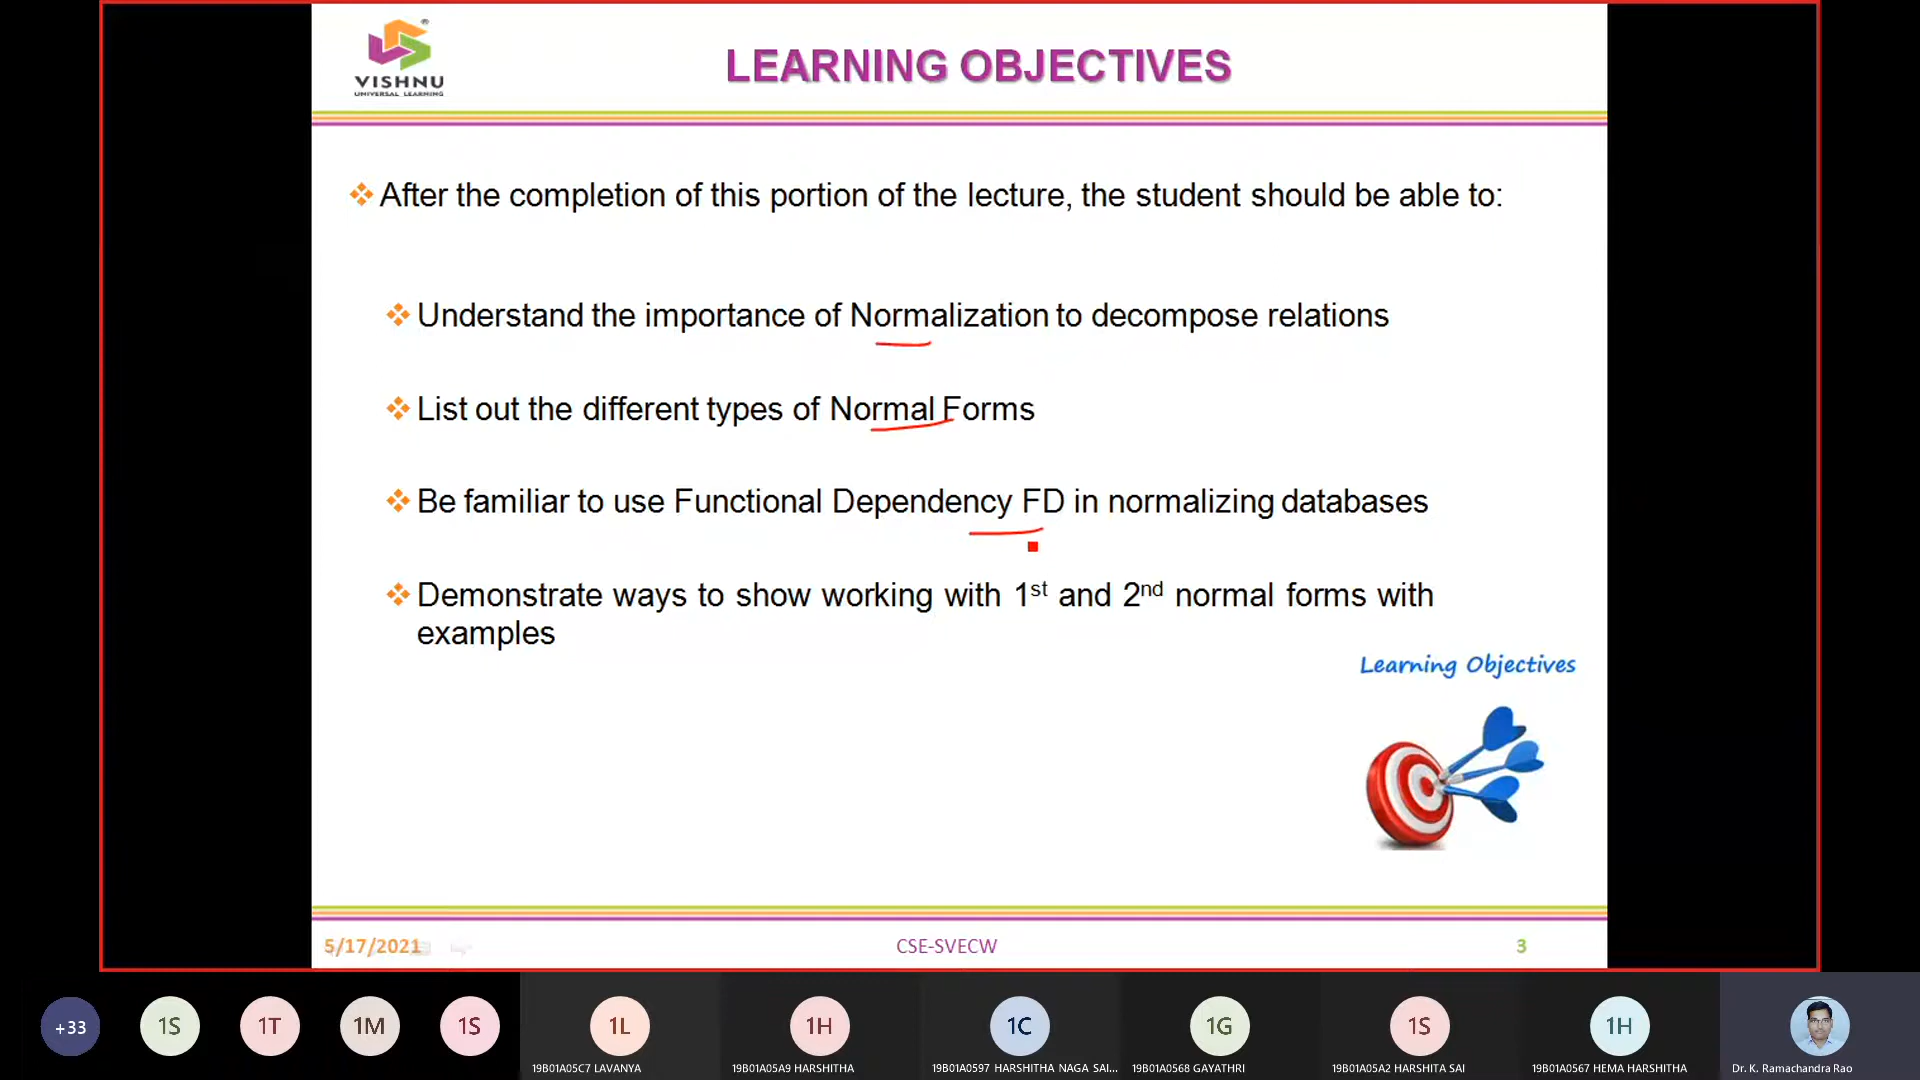 VISHNU
UNIVERSAL LEARNING
LEARNING OBJECTIVES
After the completion of this portion of the lecture, the student should be able to:
Understand the importance of Normalization to decompose relations
List out the different types of Normal Forms
Be familiar to use Functional Dependency FD in normalizing databases
Demonstrate ways to show working with 1st and 2nd normal forms with
examples
Learning Objectives
5/17/2021
CSE-SVECW
3
+33
1S
1T
1M
1S
1L
1H
1C
1G
1S
1H
19B01A05C7 LAVANYA
19B01A05A9 HARSHITHA
19B01A0597 HARSHITHA NAGA SAI...
19B01A0568 GAYATHRI
19B01A05A2 HARSHITA SAI
19B01A0567 HEMA HARSHITHA
Dr. K. Ramachandra Rao